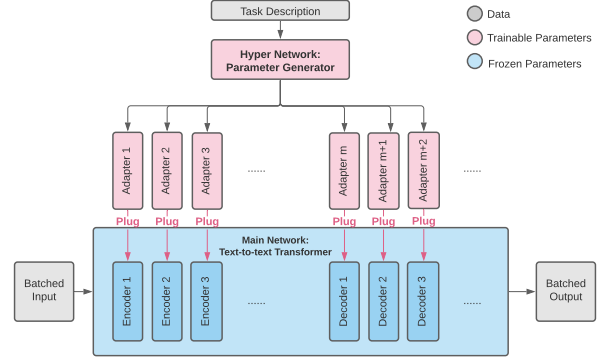 Task Description
Data
Trainable Parameters
Frozen Parameters
Hyper Network:
Parameter Generator
Adapter 1
Adapter 2
Adapter 3
......
Adapter m
Adapter m+1
Adapter m+2
......
Plug
Plug
Plug
Plug
Plug
Plug
Main Network:
Text-to-text Transformer
Batched
Input
Encoder 1
Encoder 2
Encoder 3
......
Decoder 1
Decoder 2
Decoder 3
......
Batched
Output